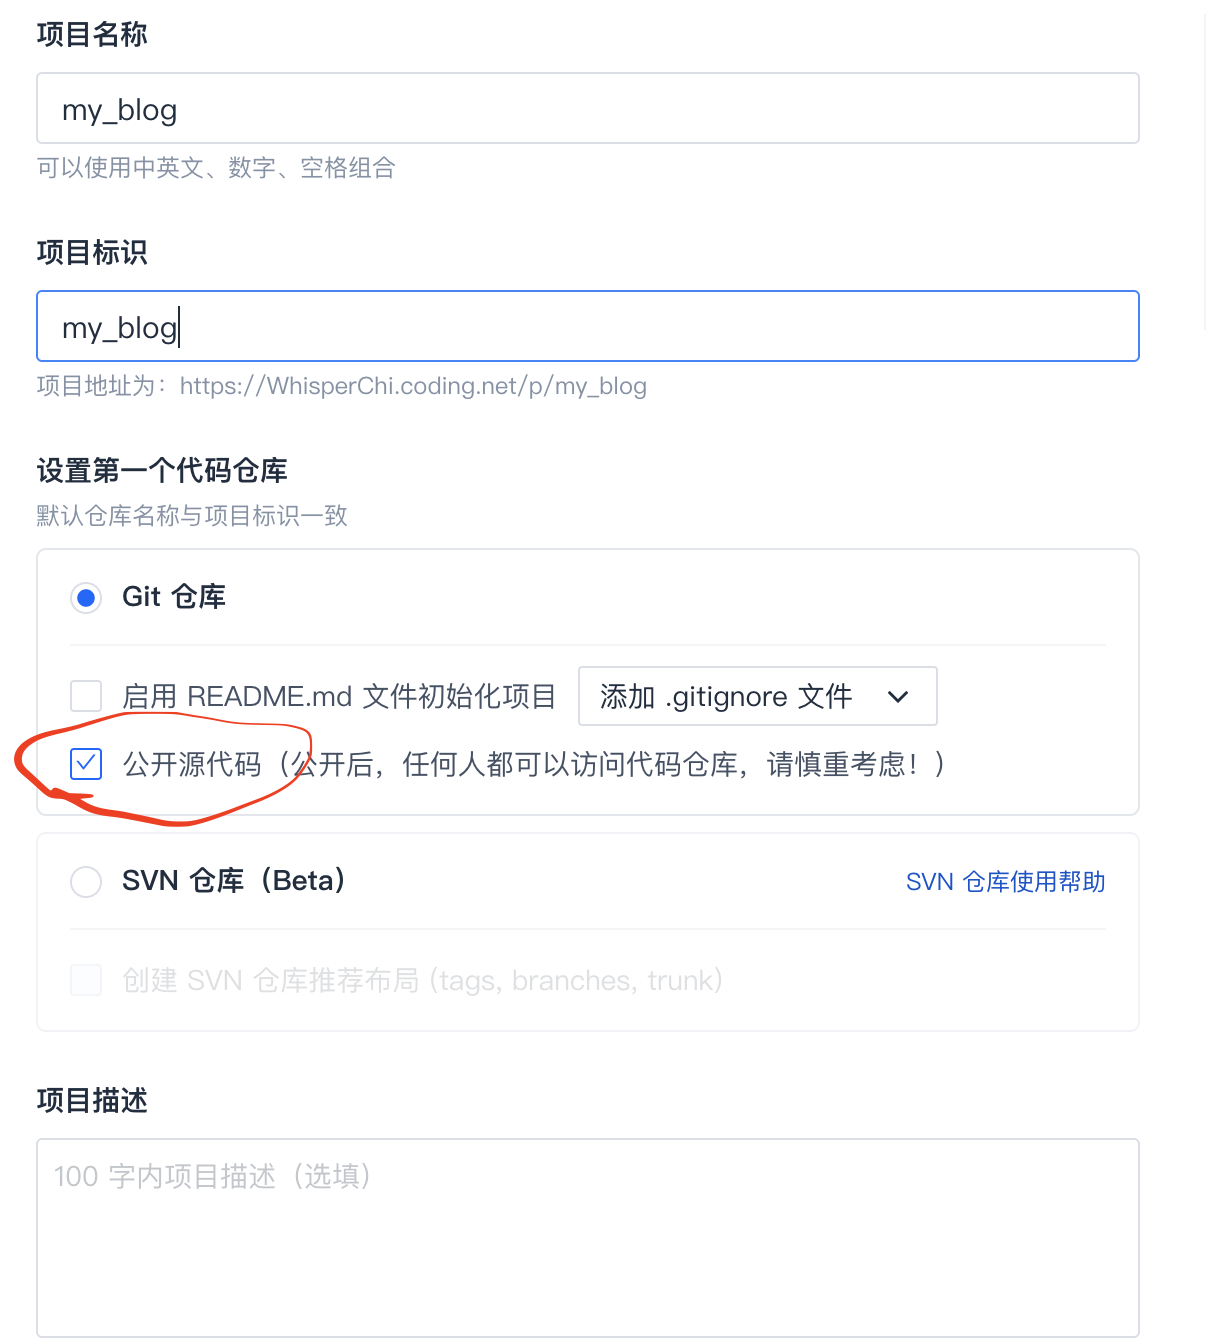 项目名称
my_blog
可以使用中英文、数字、空格组合
项目标识
my_blog
项目地址为：https://WhisperChi.coding.net/p/my_blog
设置第一个代码仓库
默认仓库名称与项目标识一致
Git 仓库
启用 README.md 文件初始化项目 添加 .gitignore 文件
公开源代码（公开后，任何人都可以访问代码仓库，请慎重考虑！）
SVN 仓库（Beta） SVN 仓库使用帮助
创建 SVN 仓库推荐布局 (tags, branches, trunk)
项目描述
100 字内项目描述（选填）